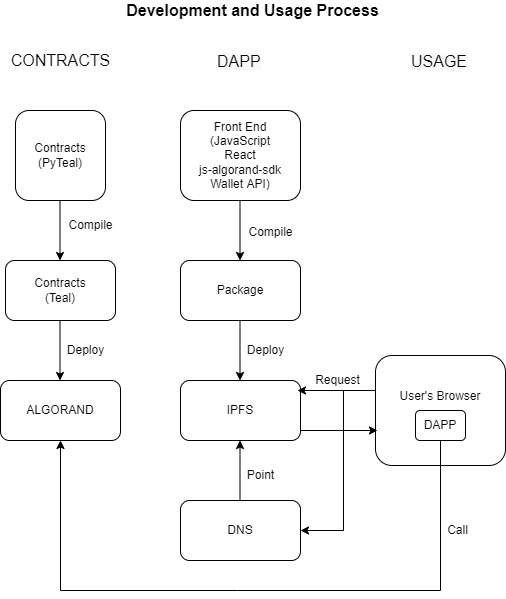 Development and Usage Process
CONTRACTS
DAPP
USAGE
Contracts
(PyTeal)
Front End
(JavaScript
React
js-algorand-sdk
Wallet API)
Compile
Compile
Contracts
(Teal)
Package
Deploy
Deploy
Request
ALGORAND
IPFS
User's Browser
DAPP
Point
DNS
Call